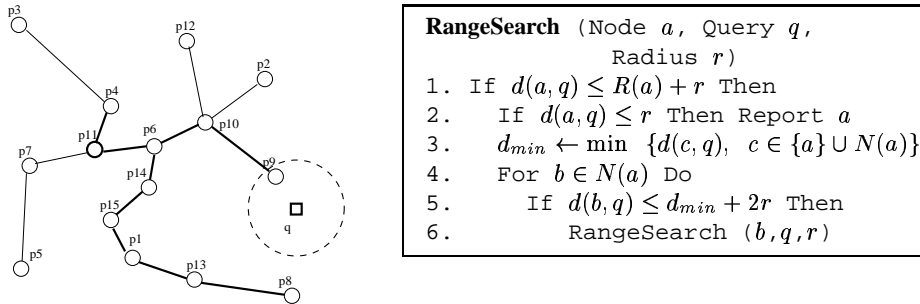 p3
p12
p2
p4
p11
p6
p10
p7
p9
p14
p15
q
p1
p5
p13
p8
RangeSearch (Node a, Query q,
Radius r)
1. If d(a, q) ≤ R(a) + r Then
2. If d(a, q) ≤ r Then Report a
3. d_min ← min {d(c, q), c ∈ {a} ∪ N(a)}
4. For b ∈ N(a) Do
5. If d(b, q) ≤ d_min + 2r Then
6. RangeSearch (b,q,r)